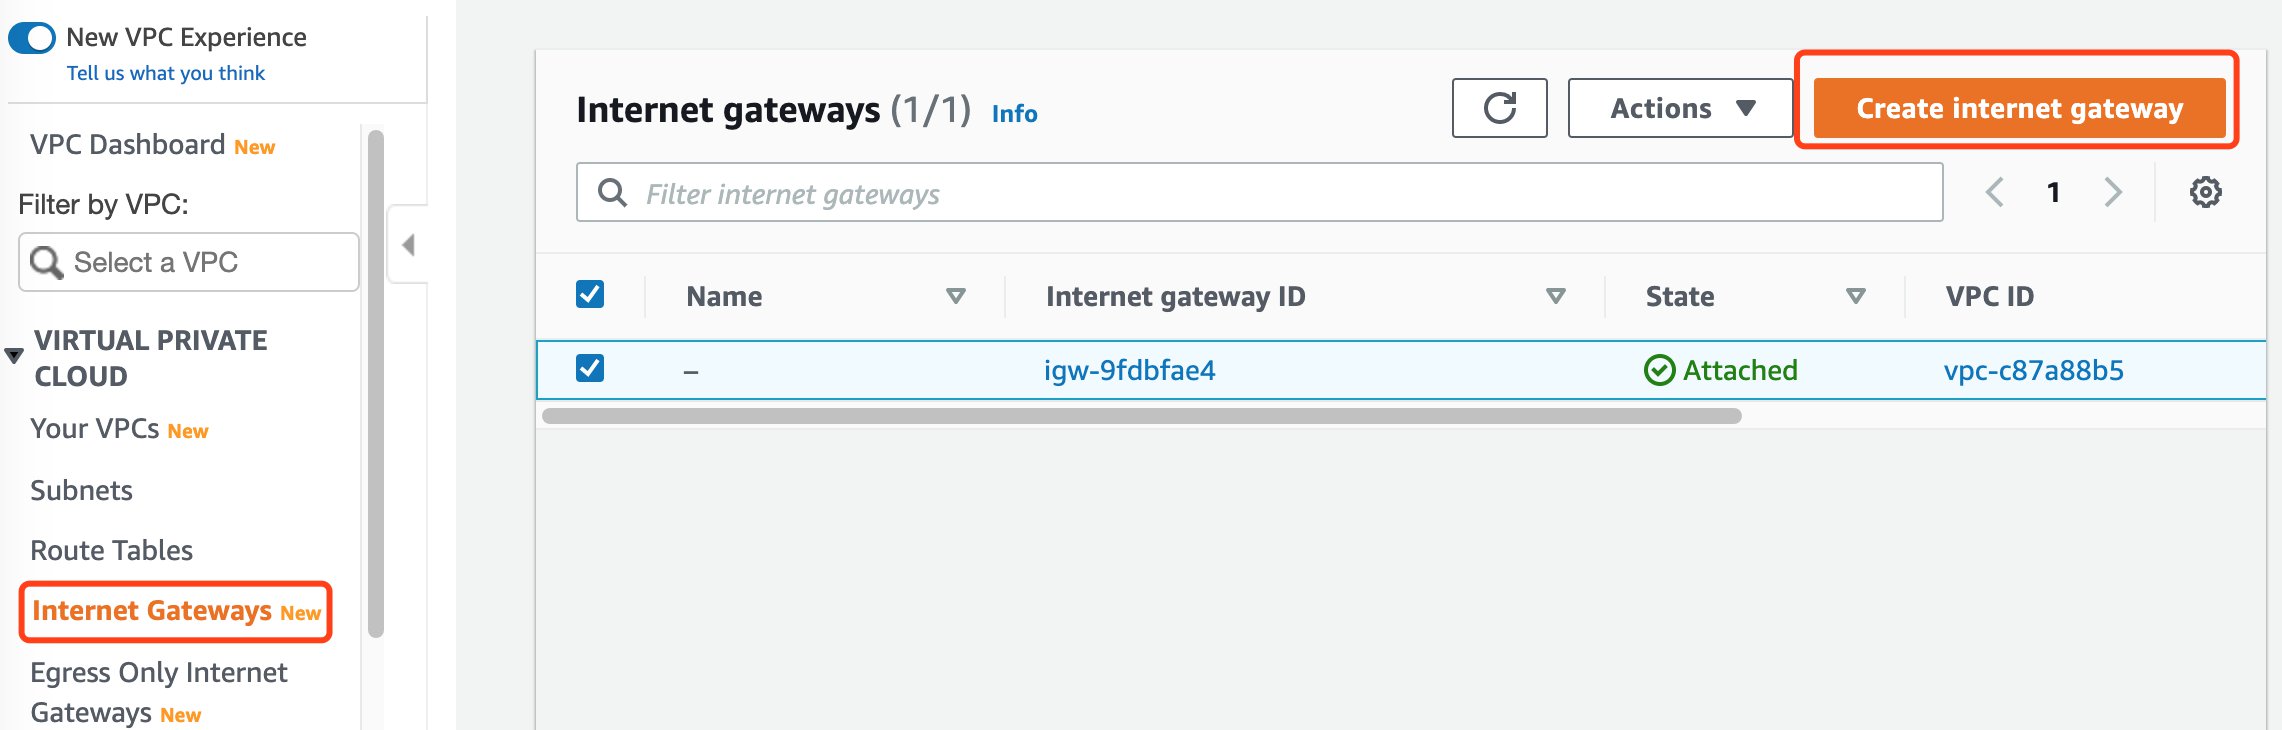 New VPC Experience
Tell us what you think
VPC Dashboard New
Filter by VPC:
Select a VPC
VIRTUAL PRIVATE
CLOUD
Your VPCs New
Subnets
Route Tables
Internet Gateways New
Egress Only Internet
Gateways New
Internet gateways (1/1) Info
Actions
Create internet gateway
Filter internet gateways
1
Name Internet gateway ID State VPC ID
– igw-9fdbfae4 Attached vpc-c87a88b5